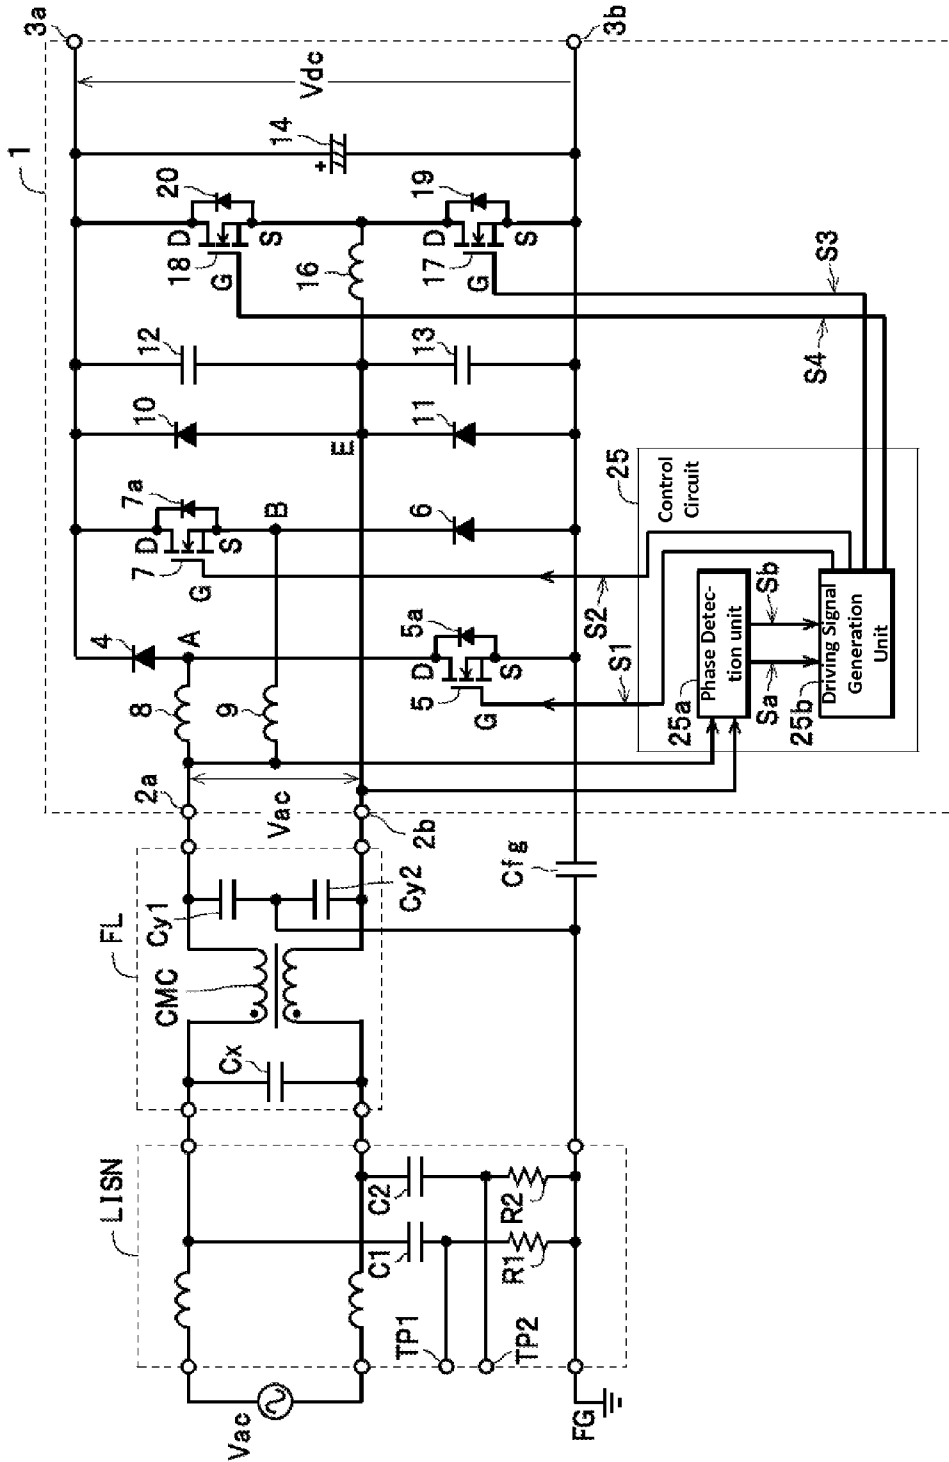 1
3a
3b
Vdc
14
+
20
D
S
18
G
16
19
D
S
17
G
S3
S4
12
13
10
11
E
7a
D
S
7
G
B
6
4
A
5a
D
S
5
G
8
9
S2
S1
25
Control
Circuit
25a
Phase Detec-
tion unit
Sb
Sa
25b
Driving Signal
Generation
Unit
2a
2b
Vac
FL
Cy1
Cy2
CMC
Cx
Cfg
LISN
C1
C2
R1
R2
TP1
TP2
Vac
FG